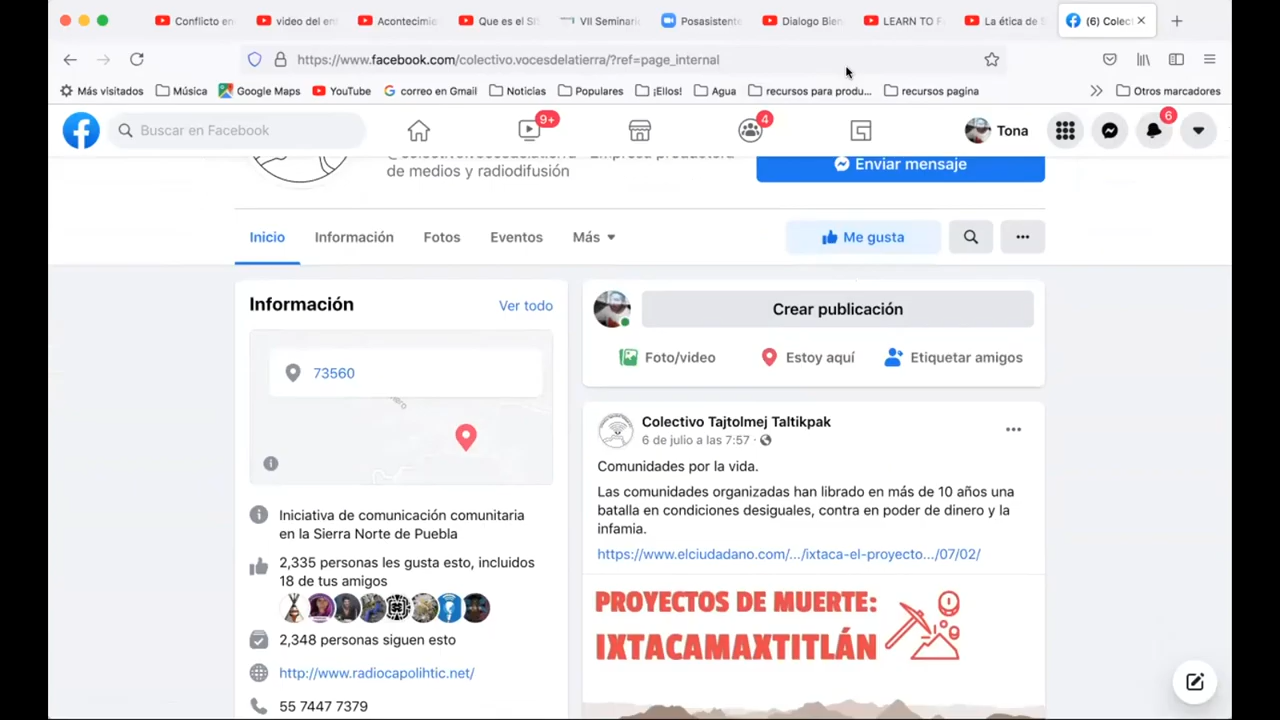 Conflicto en
video del en
Acontecimie
Que es el SI
VII Seminari
Posasistente
Dialogo Bien
LEARN TO F
La ética de S
(6) Colect
https://www.facebook.com/colectivo.vocesdelatierra/?ref=page_internal
Más visitados
Música
Google Maps
YouTube
correo en Gmail
Noticias
Populares
¡Ellos!
Agua
recursos para produ...
recursos pagina
Otros marcadores
Buscar en Facebook
9+
4
Tona
6
@colectivo.vocesdelatierra · Empresa productora
de medios y radiodifusión
Enviar mensaje
Inicio
Información
Fotos
Eventos
Más
Me gusta
Información
Ver todo
73560
Iniciativa de comunicación comunitaria
en la Sierra Norte de Puebla
2,335 personas les gusta esto, incluidos
18 de tus amigos
2,348 personas siguen esto
http://www.radiocapolihtic.net/
55 7447 7379
Crear publicación
Foto/video
Estoy aquí
Etiquetar amigos
Colectivo Tajtolmej Taltikpak
6 de julio a las 7:57 ·
Comunidades por la vida.
Las comunidades organizadas han librado en más de 10 años una
batalla en condiciones desiguales, contra en poder de dinero y la
infamia.
https://www.elciudadano.com/.../ixtaca-el-proyecto.../07/02/
PROYECTOS DE MUERTE:
IXTACAMAXTITLÁN